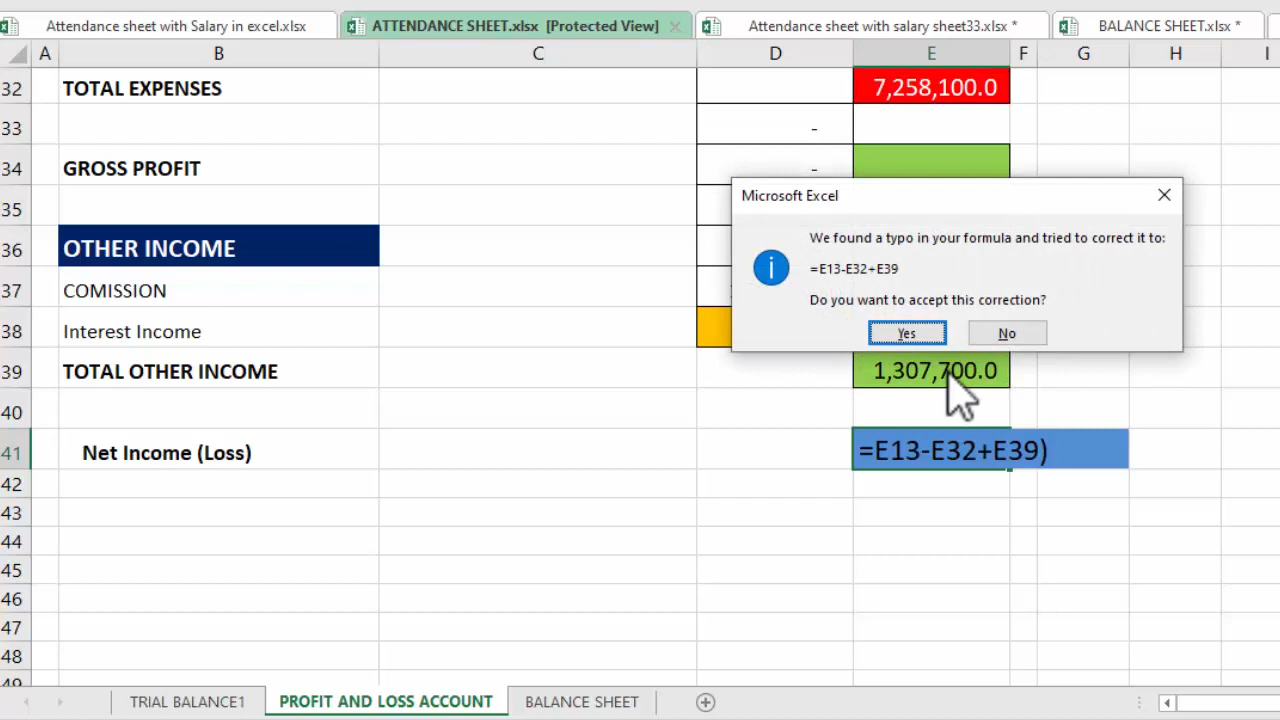 Attendance sheet with Salary in excel.xlsx ATTENDANCE SHEET.xlsx [Protected View] Attendance sheet with salary sheet33.xlsx * BALANCE SHEET.xlsx *
A B C D E F G H I
32 TOTAL EXPENSES 7,258,100.0
33 -
34 GROSS PROFIT -
35
Microsoft Excel
We found a typo in your formula and tried to correct it to:
=E13-E32+E39
Do you want to accept this correction?
Yes No
36 OTHER INCOME
37 COMISSION
38 Interest Income
39 TOTAL OTHER INCOME 1,307,700.0
40
41 Net Income (Loss) =E13-E32+E39)
42
43
44
45
46
47
48
49
TRIAL BALANCE1 PROFIT AND LOSS ACCOUNT BALANCE SHEET